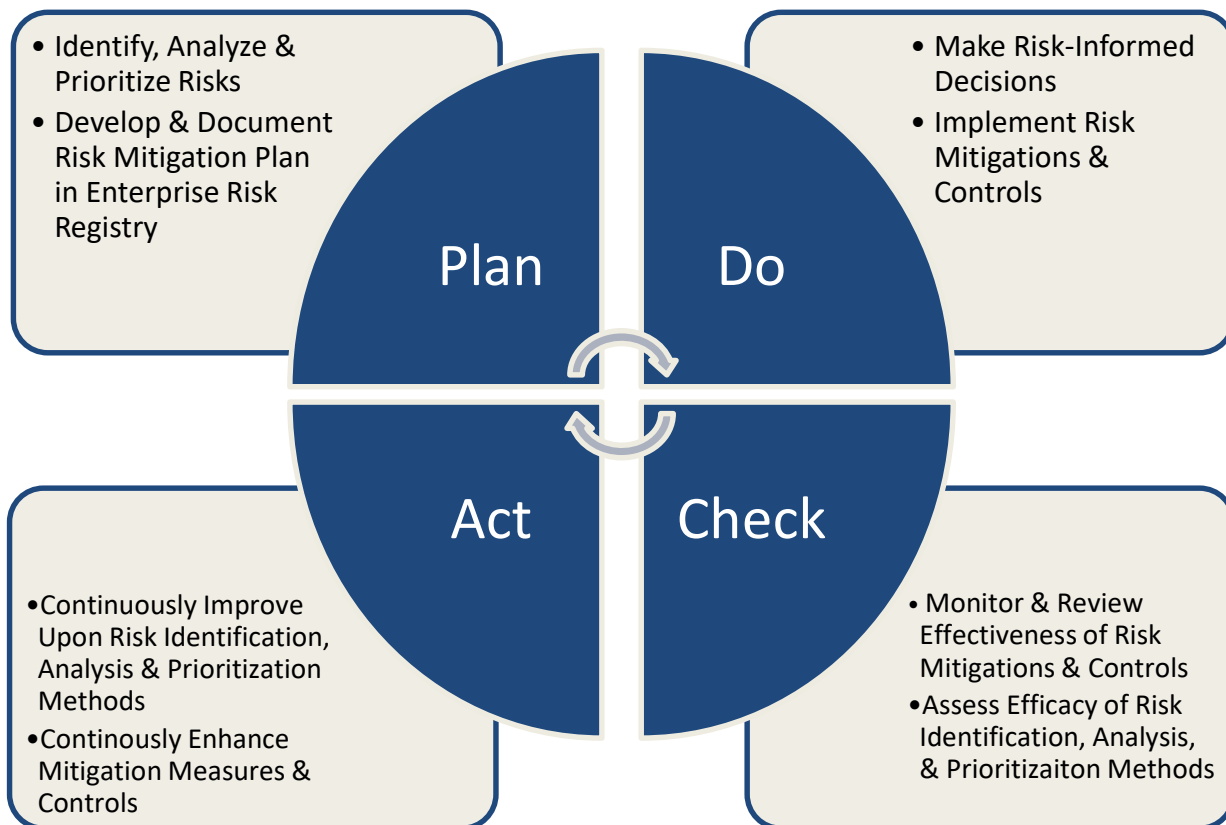 • Identify, Analyze &
Prioritize Risks
• Develop & Document
Risk Mitigation Plan
in Enterprise Risk
Registry
Plan
• Make Risk-Informed
Decisions
• Implement Risk
Mitigations &
Controls
Do
Act
•Continuously Improve
Upon Risk Identification,
Analysis & Prioritization
Methods
•Continously Enhance
Mitigation Measures &
Controls
Check
• Monitor & Review
Effectiveness of Risk
Mitigations & Controls
•Assess Efficacy of Risk
Identification, Analysis,
& Prioritizaiton Methods